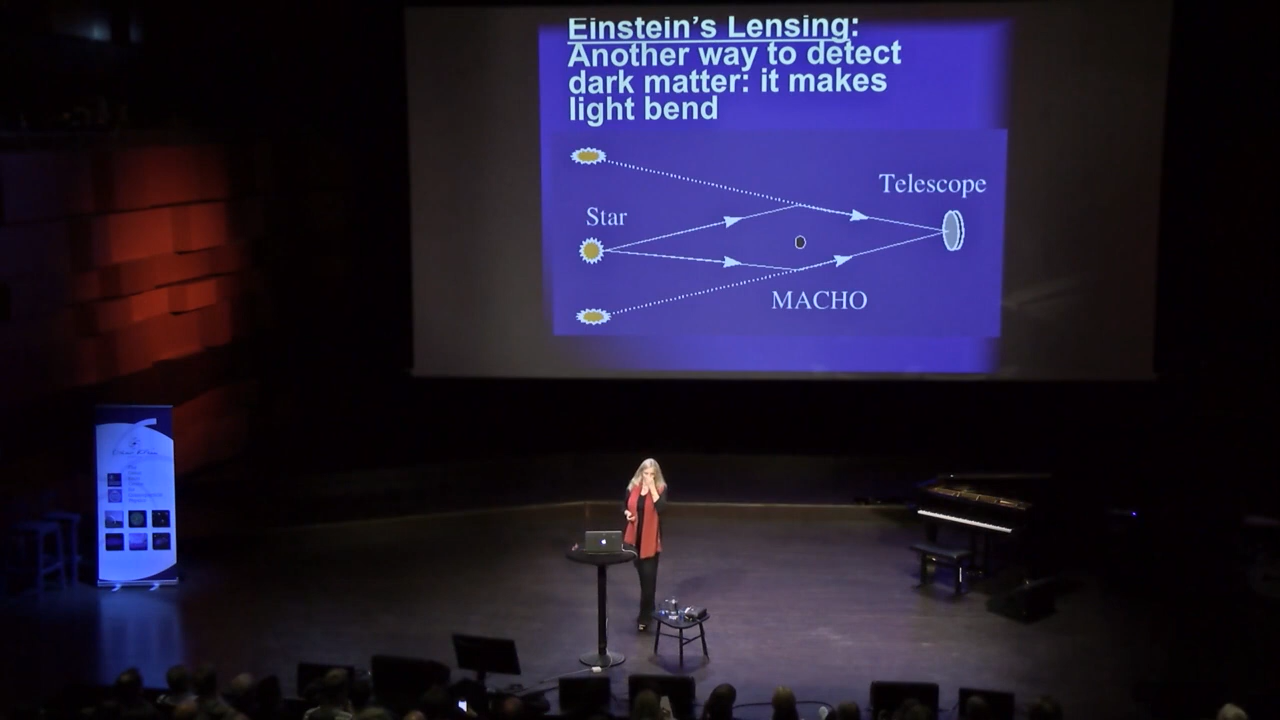 Einstein’s Lensing:
Another way to detect
dark matter: it makes
light bend
Telescope
Star
MACHO